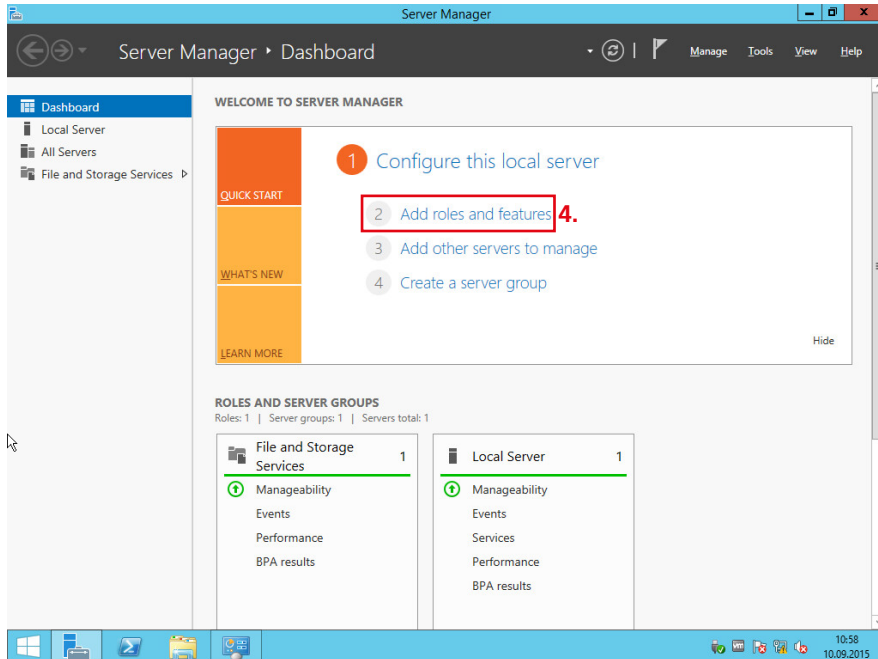 Server Manager
Server Manager • Dashboard
Manage Tools View Help
Dashboard
Local Server
All Servers
File and Storage Services
WELCOME TO SERVER MANAGER
QUICK START
WHAT'S NEW
LEARN MORE
1 Configure this local server
2 Add roles and features 4.
3 Add other servers to manage
4 Create a server group
Hide
ROLES AND SERVER GROUPS
Roles: 1 | Server groups: 1 | Servers total: 1
File and Storage
Services 1
Manageability
Events
Performance
BPA results
Local Server 1
Manageability
Events
Services
Performance
BPA results
10:58
10.09.2015